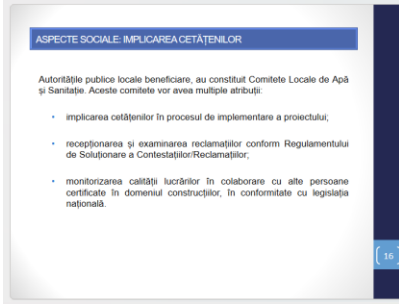 ASPECTE SOCIALE: IMPLICAREA CETĂȚENILOR
Autoritățile publice locale beneficiare, au constituit Comitete Locale de Apă
și Sanitație. Aceste comitete vor avea multiple atribuții:
• implicarea cetățenilor în procesul de implementare a proiectului;
• recepționarea și examinarea reclamațiilor conform Regulamentului
de Soluționare a Contestațiilor/Reclamațiilor;
• monitorizarea calității lucrărilor în colaborare cu alte persoane
certificate în domeniul construcțiilor, în conformitate cu legislația
națională.
16